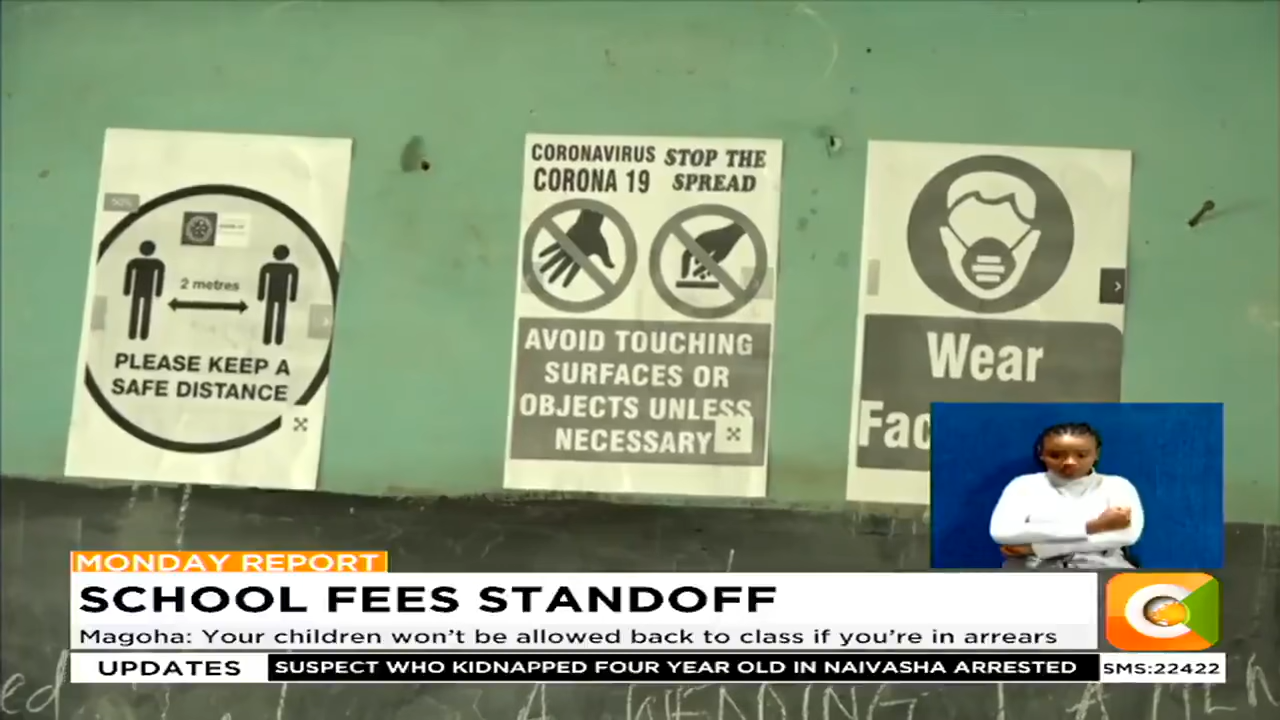 50%
2 metres
PLEASE KEEP A
SAFE DISTANCE
CORONAVIRUS
CORONA 19
STOP THE
SPREAD
AVOID TOUCHING
SURFACES OR
OBJECTS UNLESS
NECESSARY
Wear
MONDAY REPORT
SCHOOL FEES STANDOFF
Magoha: Your children won't be allowed back to class if you're in arrears
UPDATES
SUSPECT WHO KIDNAPPED FOUR YEAR OLD IN NAIVASHA ARRESTED
SMS:22422